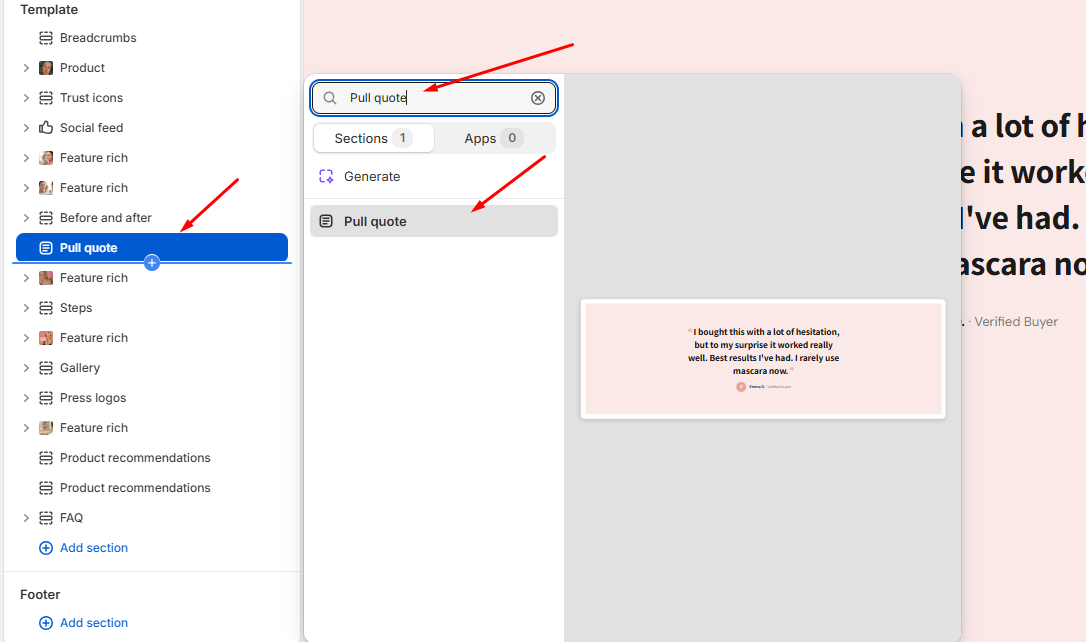 Template
Breadcrumbs
Product
Trust icons
Social feed
Feature rich
Feature rich
Before and after
Pull quote
Feature rich
Steps
Feature rich
Gallery
Press logos
Feature rich
Product recommendations
Product recommendations
FAQ
Add section
Footer
Add section
Pull quote
Sections 1
Apps 0
Generate
Pull quote
"I bought this with a lot of hesitation,
but to my surprise it worked really
well. Best results I've had. I rarely use
mascara now."
Emma D. · Verified Buyer
a lot of
it
I've had.
· Verified Buyer